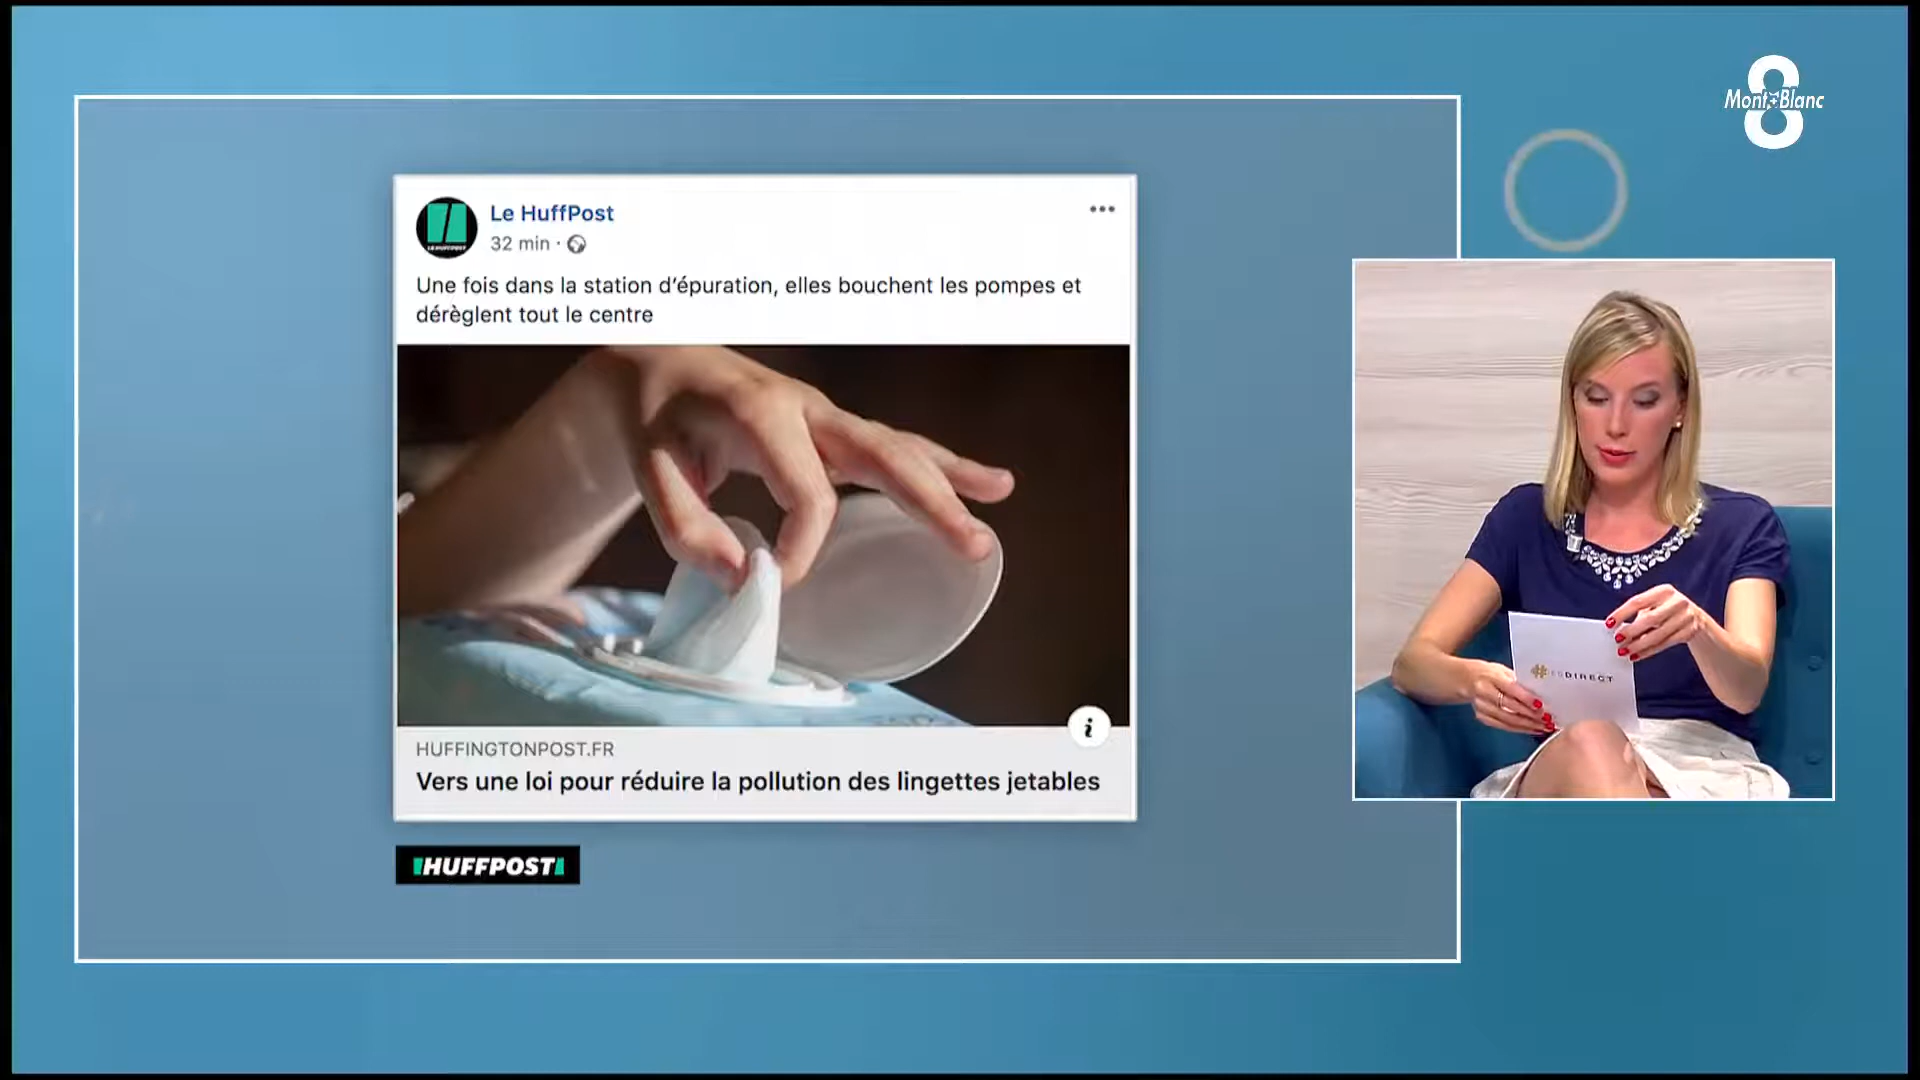 8
Mont Blanc
Le HuffPost
32 min ·
Une fois dans la station d'épuration, elles bouchent les pompes et
dérèglent tout le centre
HUFFINGTONPOST.FR
Vers une loi pour réduire la pollution des lingettes jetables
HUFFPOST
DIRECT